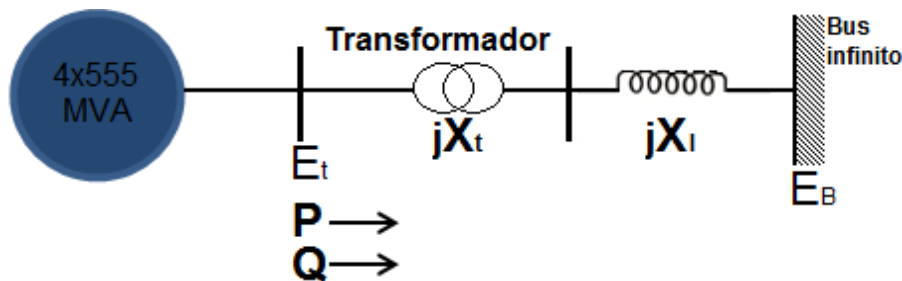 4x555
MVA
Transformador
Bus
infinito
jXt
jXl
Et
EB
P
Q